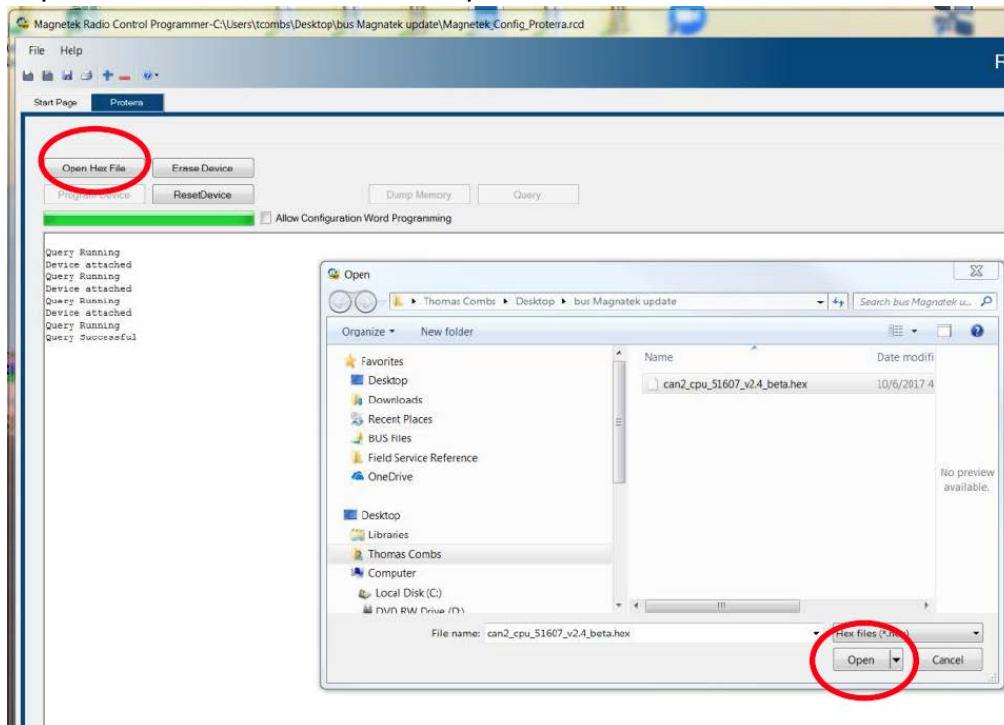 Magnetek Radio Control Programmer-C:\Users\tcombs\Desktop\bus Magnatek update\Magnetek_Config_Proterra.rcd
File Help
Start Page Proterra
Open Hex File Erase Device
Program Device ResetDevice Dump Memory Query
Allow Configuration Word Programming
Query Running
Device attached
Query Running
Device attached
Query Running
Device attached
Query Running
Query Successful
Open
Thomas Combs ▸ Desktop ▸ bus Magnatek update
Search bus Magnatek u...
Organize New folder
Name Date modifi
Favorites
Desktop
Downloads
Recent Places
BUS Files
Field Service Reference
OneDrive
Desktop
Libraries
Thomas Combs
Computer
Local Disk (C:)
DVD RW Drive (D:)
can2_cpu_51607_v2.4_beta.hex 10/6/2017 4
No preview
available.
File name: can2_cpu_51607_v2.4_beta.hex Hex files (*.hex)
Open Cancel